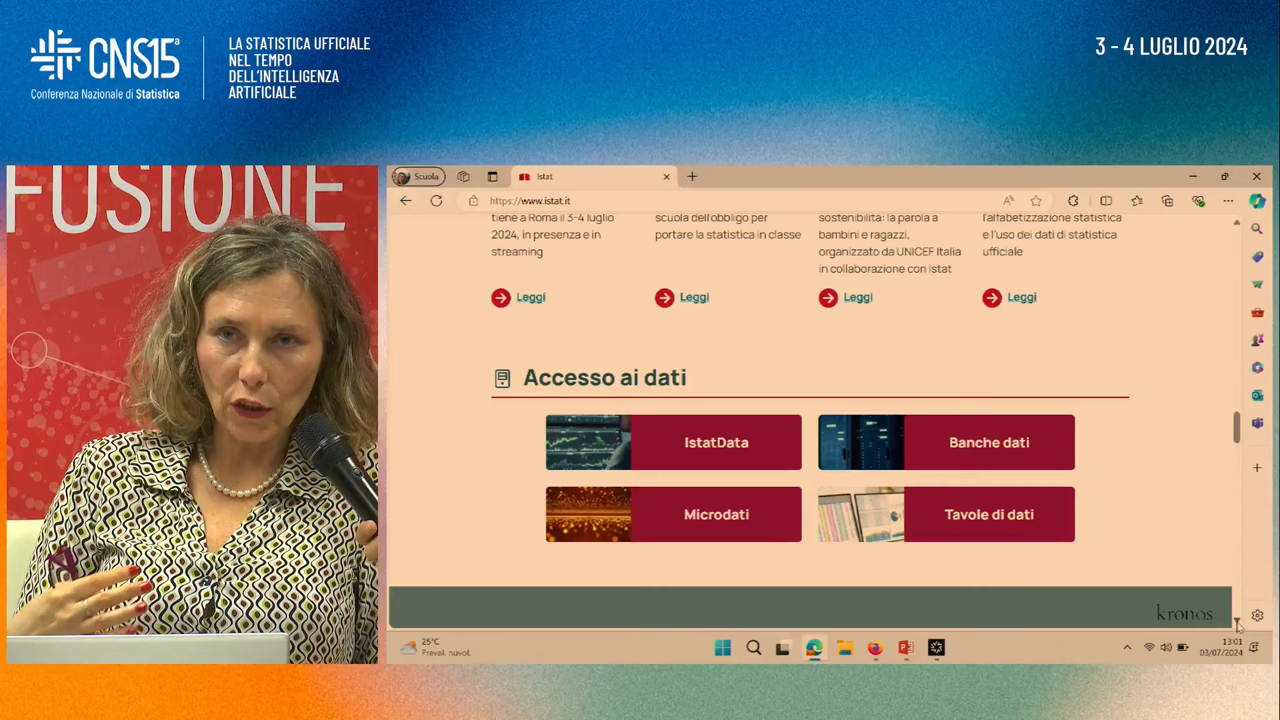 CNS15ª
Conferenza Nazionale di Statistica
LA STATISTICA UFFICIALE
NEL TEMPO
DELL'INTELLIGENZA
ARTIFICIALE
3 - 4 LUGLIO 2024
FUSIONE
Scuola
Istat
https://www.istat.it
tiene a Roma il 3-4 luglio
2024, in presenza e in
streaming
Leggi
scuola dell'obbligo per
portare la statistica in classe
Leggi
sostenibilità: la parola a
bambini e ragazzi,
organizzato da UNICEF Italia
in collaborazione con Istat
Leggi
l'alfabetizzazione statistica
e l'uso dei dati di statistica
ufficiale
Leggi
Accesso ai dati
IstatData
Banche dati
Microdati
Tavole di dati
kronos
25°C
Preval. nuvol.
13:01
03/07/2024